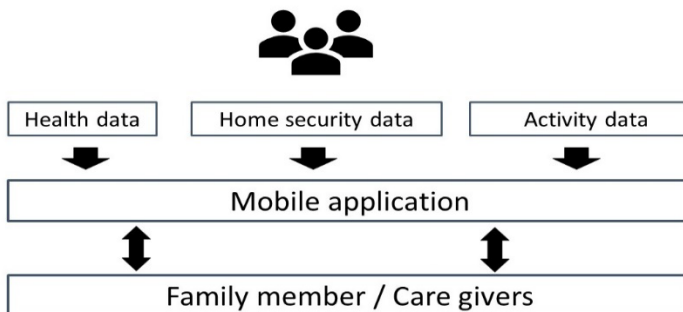 Health data
Home security data
Activity data
Mobile application
Family member / Care givers